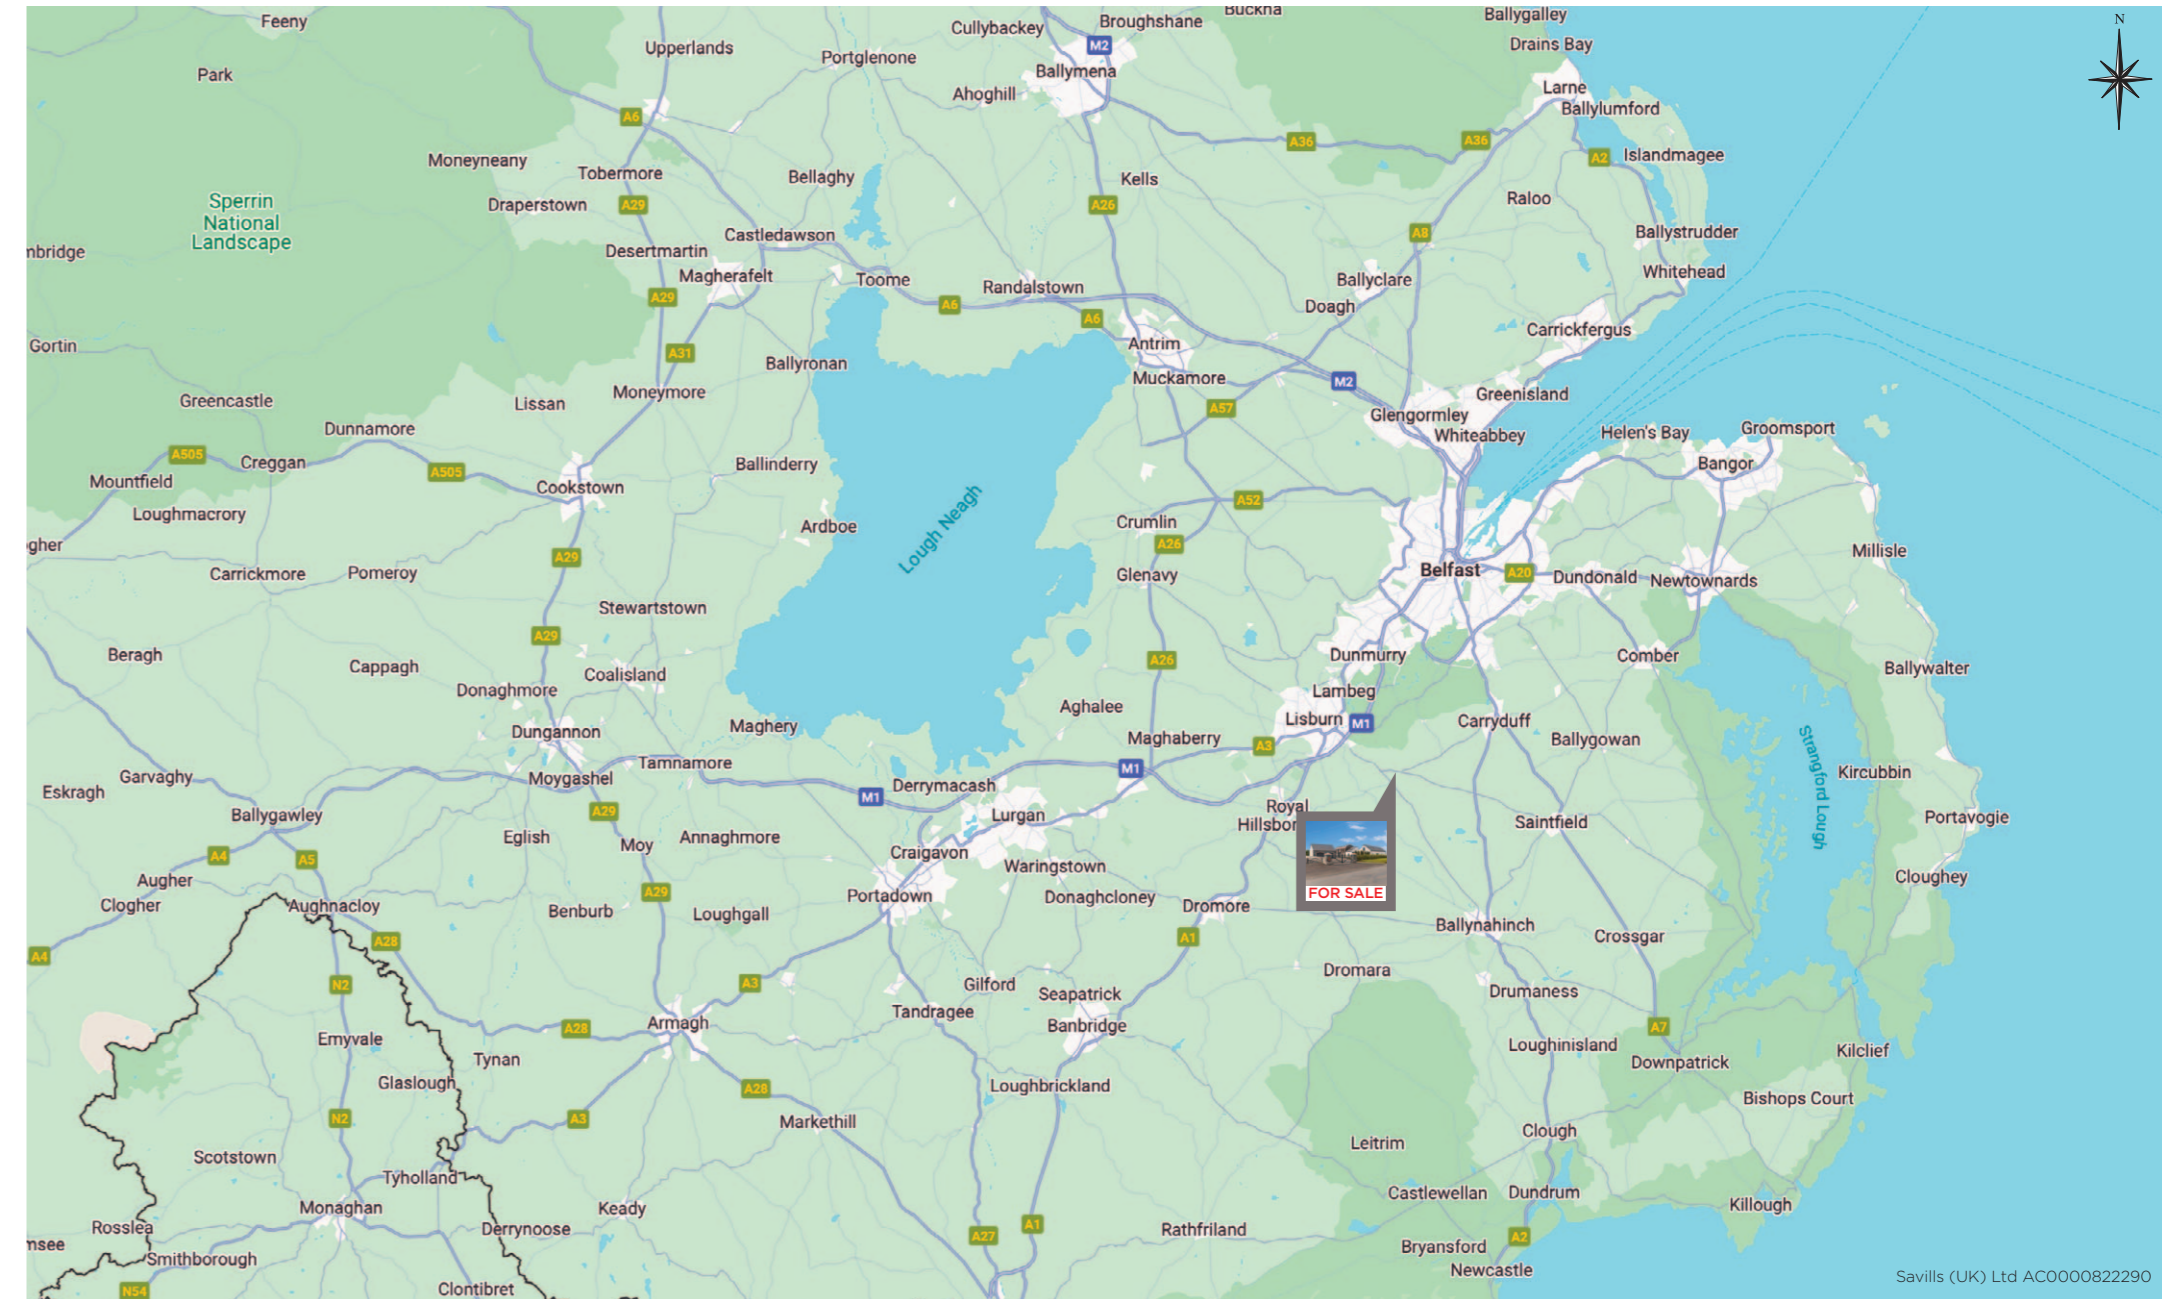 Feeny
Cullybackey
Broughshane
Buckna
Ballygalley
N
Upperlands
Portglenone
M2
Drains Bay
Park
Ballymena
Ahoghill
Larne
Ballylumford
A6
A36
A36
Moneyneany
Tobermore
Bellaghy
Kells
A2
Islandmagee
Sperrin
National
Landscape
Draperstown
A29
A26
Raloo
mbridge
Desertmartin
Castledawson
A8
Ballystrudder
Magherafelt
Toome
Randalstown
Ballyclare
Whitehead
A29
A6
A6
Doagh
Gortin
A31
Ballyronan
Antrim
Carrickfergus
Greencastle
Lissan
Moneymore
Muckamore
M2
Greenisland
A57
Glengormley
Whiteabbey
Dunnamore
Helen's Bay
Groomsport
A505
Creggan
A505
Ballinderry
Bangor
Mountfield
Cookstown
Loughmacrory
Lough Neagh
A52
Ardboe
Crumlin
gher
A29
A26
Millisle
Carrickmore
Pomeroy
Glenavy
Belfast
A20
Dundonald
Newtownards
Stewartstown
A29
Beragh
Cappagh
Coalisland
A26
Dunmurry
Comber
Ballywalter
Donaghmore
Aghalee
Lambeg
Dungannon
Maghery
Lisburn
M1
Carryduff
Strangford Lough
Maghaberry
A3
Ballygowan
Garvaghy
Moygashel
Tamnamore
M1
Kircubbin
Eskragh
M1
Derrymacash
Ballygawley
A29
Lurgan
Royal
Hillsbor
Saintfield
Portavogie
Eglish
Moy
Annaghmore
Craigavon
A4
A5
Waringstown
Augher
Portadown
Donaghcloney
FOR SALE
Cloughey
Clogher
Aughnacloy
Benburb
A29
Loughgall
Dromore
Ballynahinch
A4
A28
A1
Crossgar
N2
A3
Gilford
Seapatrick
Dromara
Drumaness
Emyvale
A28
Armagh
Tandragee
Banbridge
A7
Tynan
Loughinisland
Kilclief
Glaslough
A28
Loughbrickland
Downpatrick
N2
A3
Markethill
Bishops Court
Scotstown
Leitrim
Clough
Tyholland
Castlewellan
Dundrum
Monaghan
Keady
Killough
Rosslea
Derrynoose
A27
A1
Rathfriland
A2
msee
Smithborough
Bryansford
Newcastle
N54
Clontibret
Savills (UK) Ltd AC0000822290